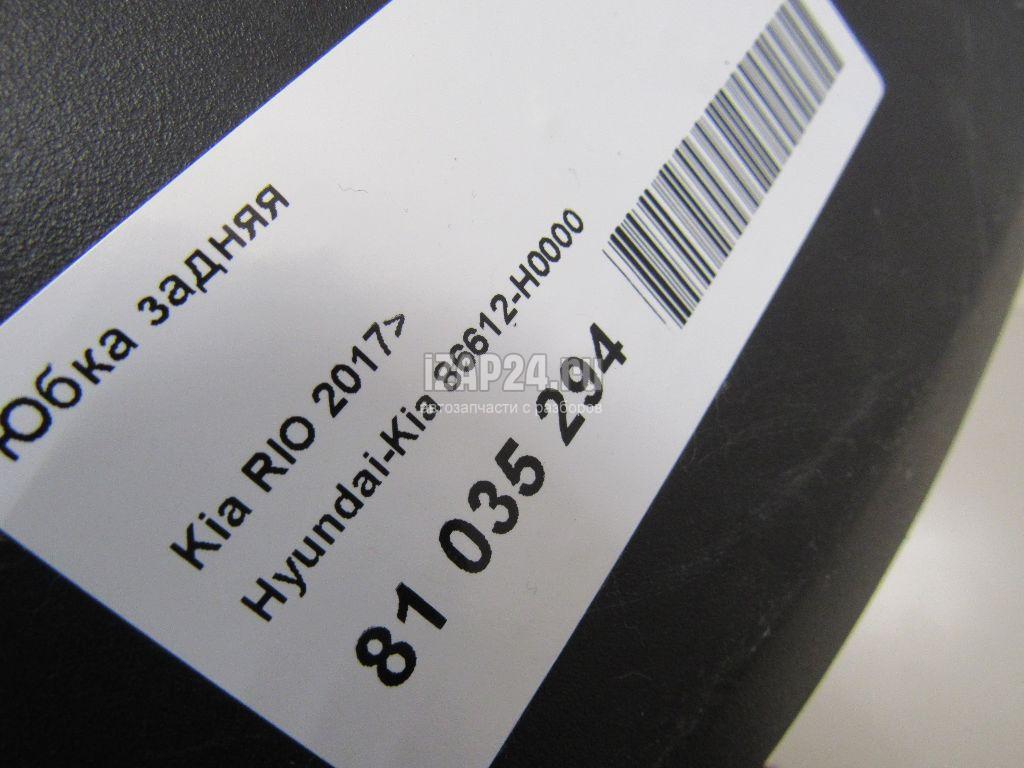 Юбка задняя
Kia RIO 2017>
Hyundai-Kia 86612-H0000
81 035 294
iZAP24.ru
автозапчасти с разборов